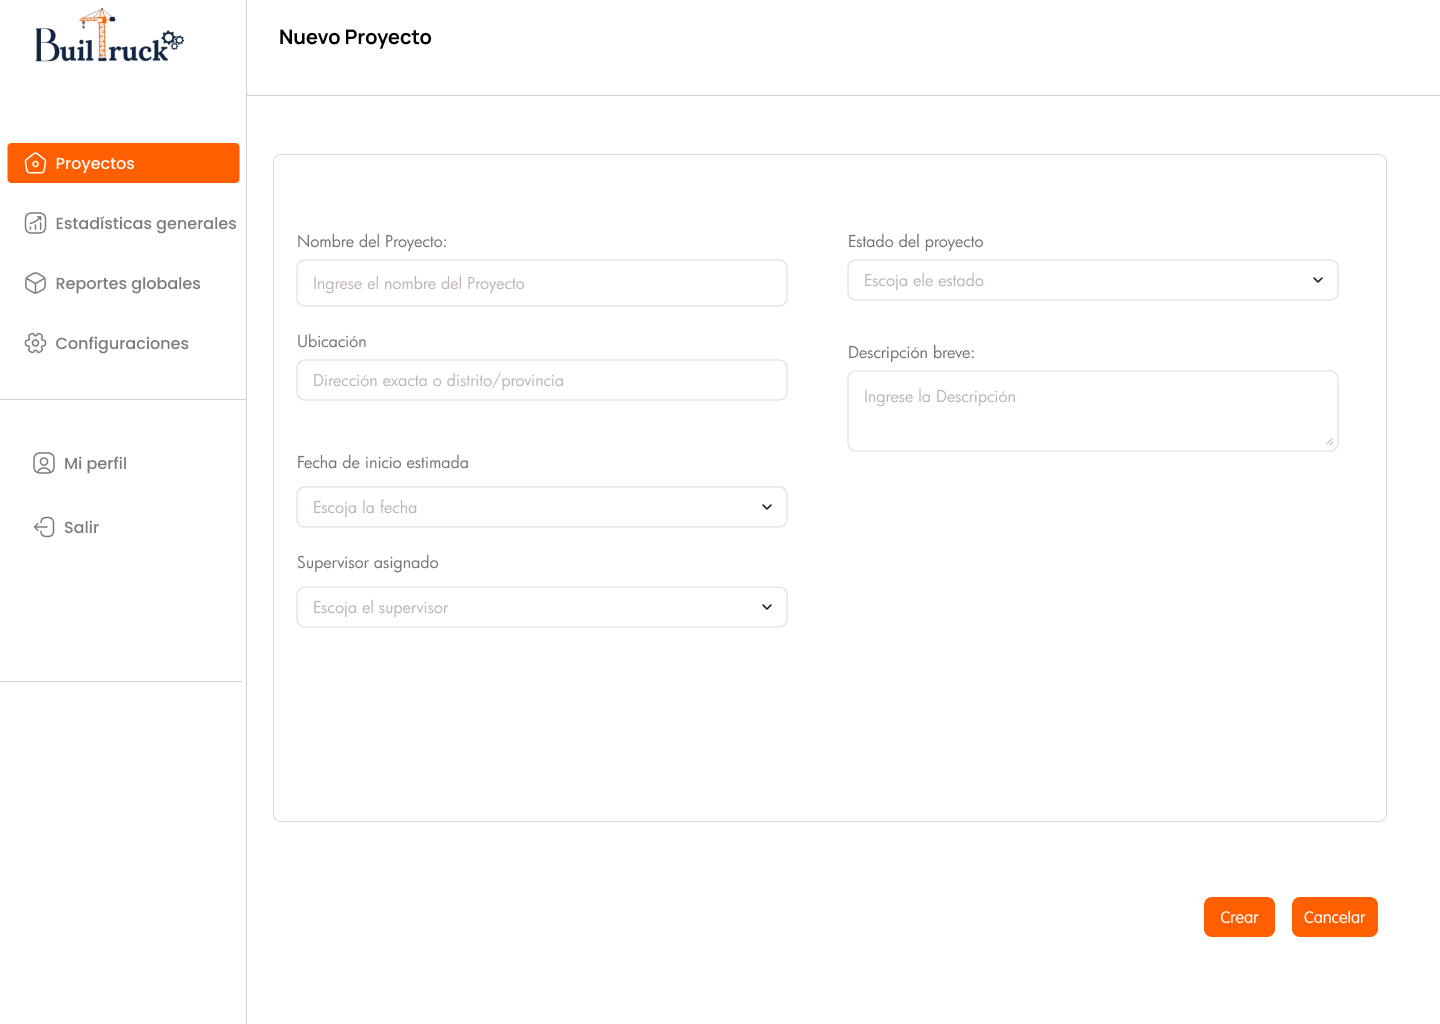 BuilTruck
Proyectos
Estadísticas generales
Reportes globales
Configuraciones
Mi perfil
Salir
Nuevo Proyecto
Nombre del Proyecto:
Ingrese el nombre del Proyecto
Ubicación
Dirección exacta o distrito/provincia
Fecha de inicio estimada
Escoja la fecha
Supervisor asignado
Escoja el supervisor
Estado del proyecto
Escoja ele estado
Descripción breve:
Ingrese la Descripción
Crear
Cancelar